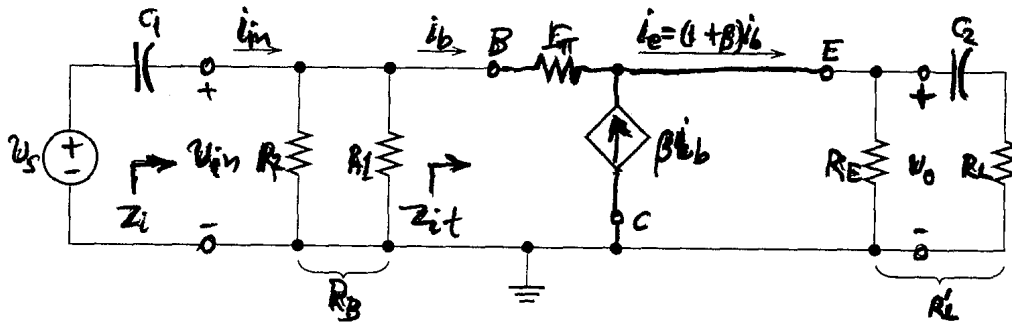 C1
iin
ib
B
rπ
ie=(1+β)ib
E
C2
+
+
vs
+
-
Zi
vin
R2
R1
Zit
βib
C
RE
vo
RL
-
-
RB
R'L